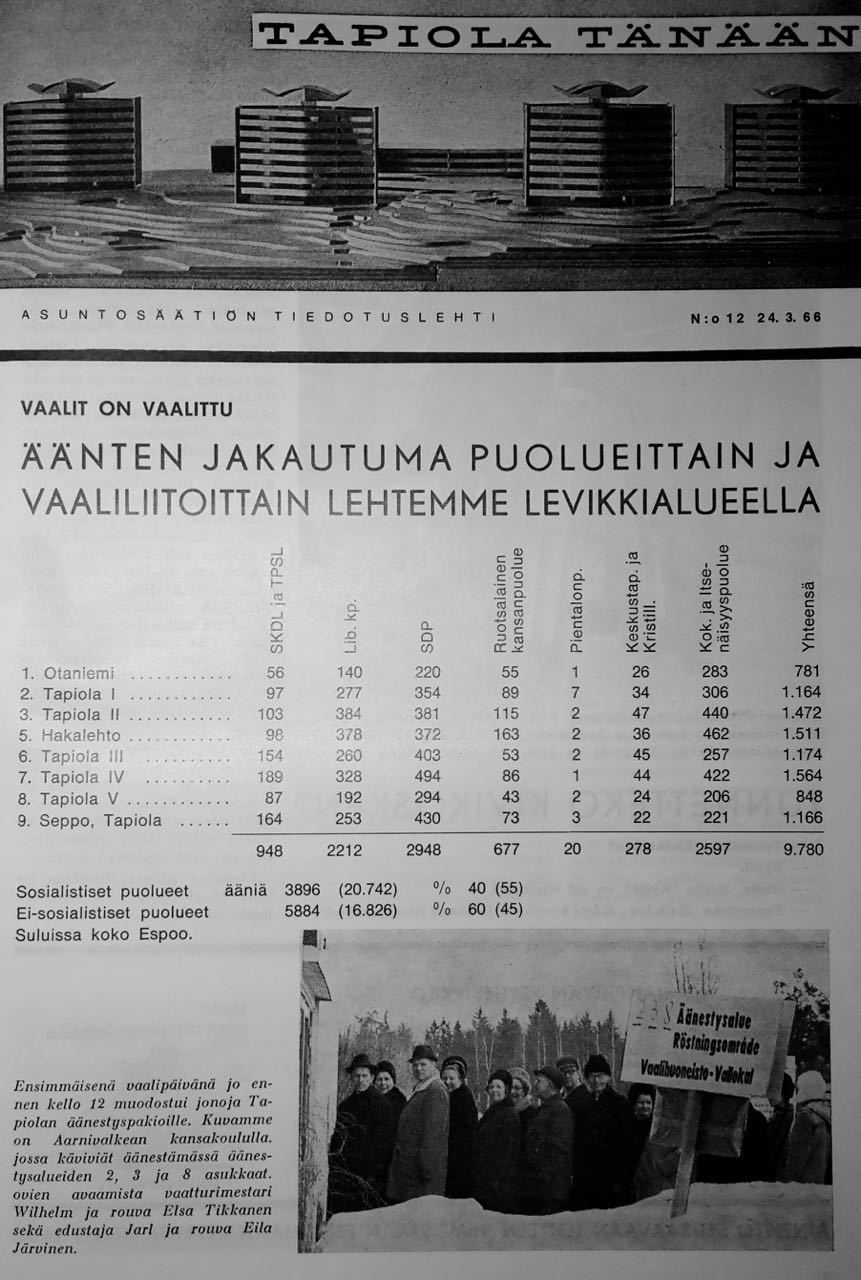 TAPIOLA TÄNÄÄN
ASUNTOSÄÄTIÖN TIEDOTUSLEHTI N:o 12 24. 3. 66
VAALIT ON VAALITTU
ÄÄNTEN JAKAUTUMA PUOLUEITTAIN JA
VAALILIITOITTAIN LEHTEMME LEVIKKIALUEELLA
SKDL ja TPSL
Lib. kp.
SDP
Ruotsalainen
kansanpuolue
Pientalonp.
Keskustap. ja
Kristill.
Kok. ja Itse-
näisyyspuolue
Yhteensä
1. Otaniemi ............ 56 140 220 55 1 26 283 781
2. Tapiola I ............ 97 277 354 89 7 34 306 1.164
3. Tapiola II ............ 103 384 381 115 2 47 440 1.472
5. Hakalehto ............ 98 378 372 163 2 36 462 1.511
6. Tapiola III .......... 154 260 403 53 2 45 257 1.174
7. Tapiola IV .......... 189 328 494 86 1 44 422 1.564
8. Tapiola V ............ 87 192 294 43 2 24 206 848
9. Seppo, Tapiola ...... 164 253 430 73 3 22 221 1.166
948 2212 2948 677 20 278 2597 9.780
Sosialistiset puolueet ääniä 3896 (20.742) % 40 (55)
Ei-sosialistiset puolueet 5884 (16.826) % 60 (45)
Suluissa koko Espoo.
2 3 8 Äänestysalue
Röstningsområde
Vaalihuoneisto-Vallokal
Ensimmäisenä vaalipäivänä jo en-
nen kello 12 muodostui jonoja Ta-
piolan äänestyspakioille. Kuvamme
on Aarnivalkean kansakoululla.
jossa käviviät äänestämässä äänes-
tysalueiden 2, 3 ja 8 asukkaat.
ovien avaamista vaatturimestari
Wilhelm ja rouva Elsa Tikkanen
sekä edustaja Jarl ja rouva Eila
Järvinen.